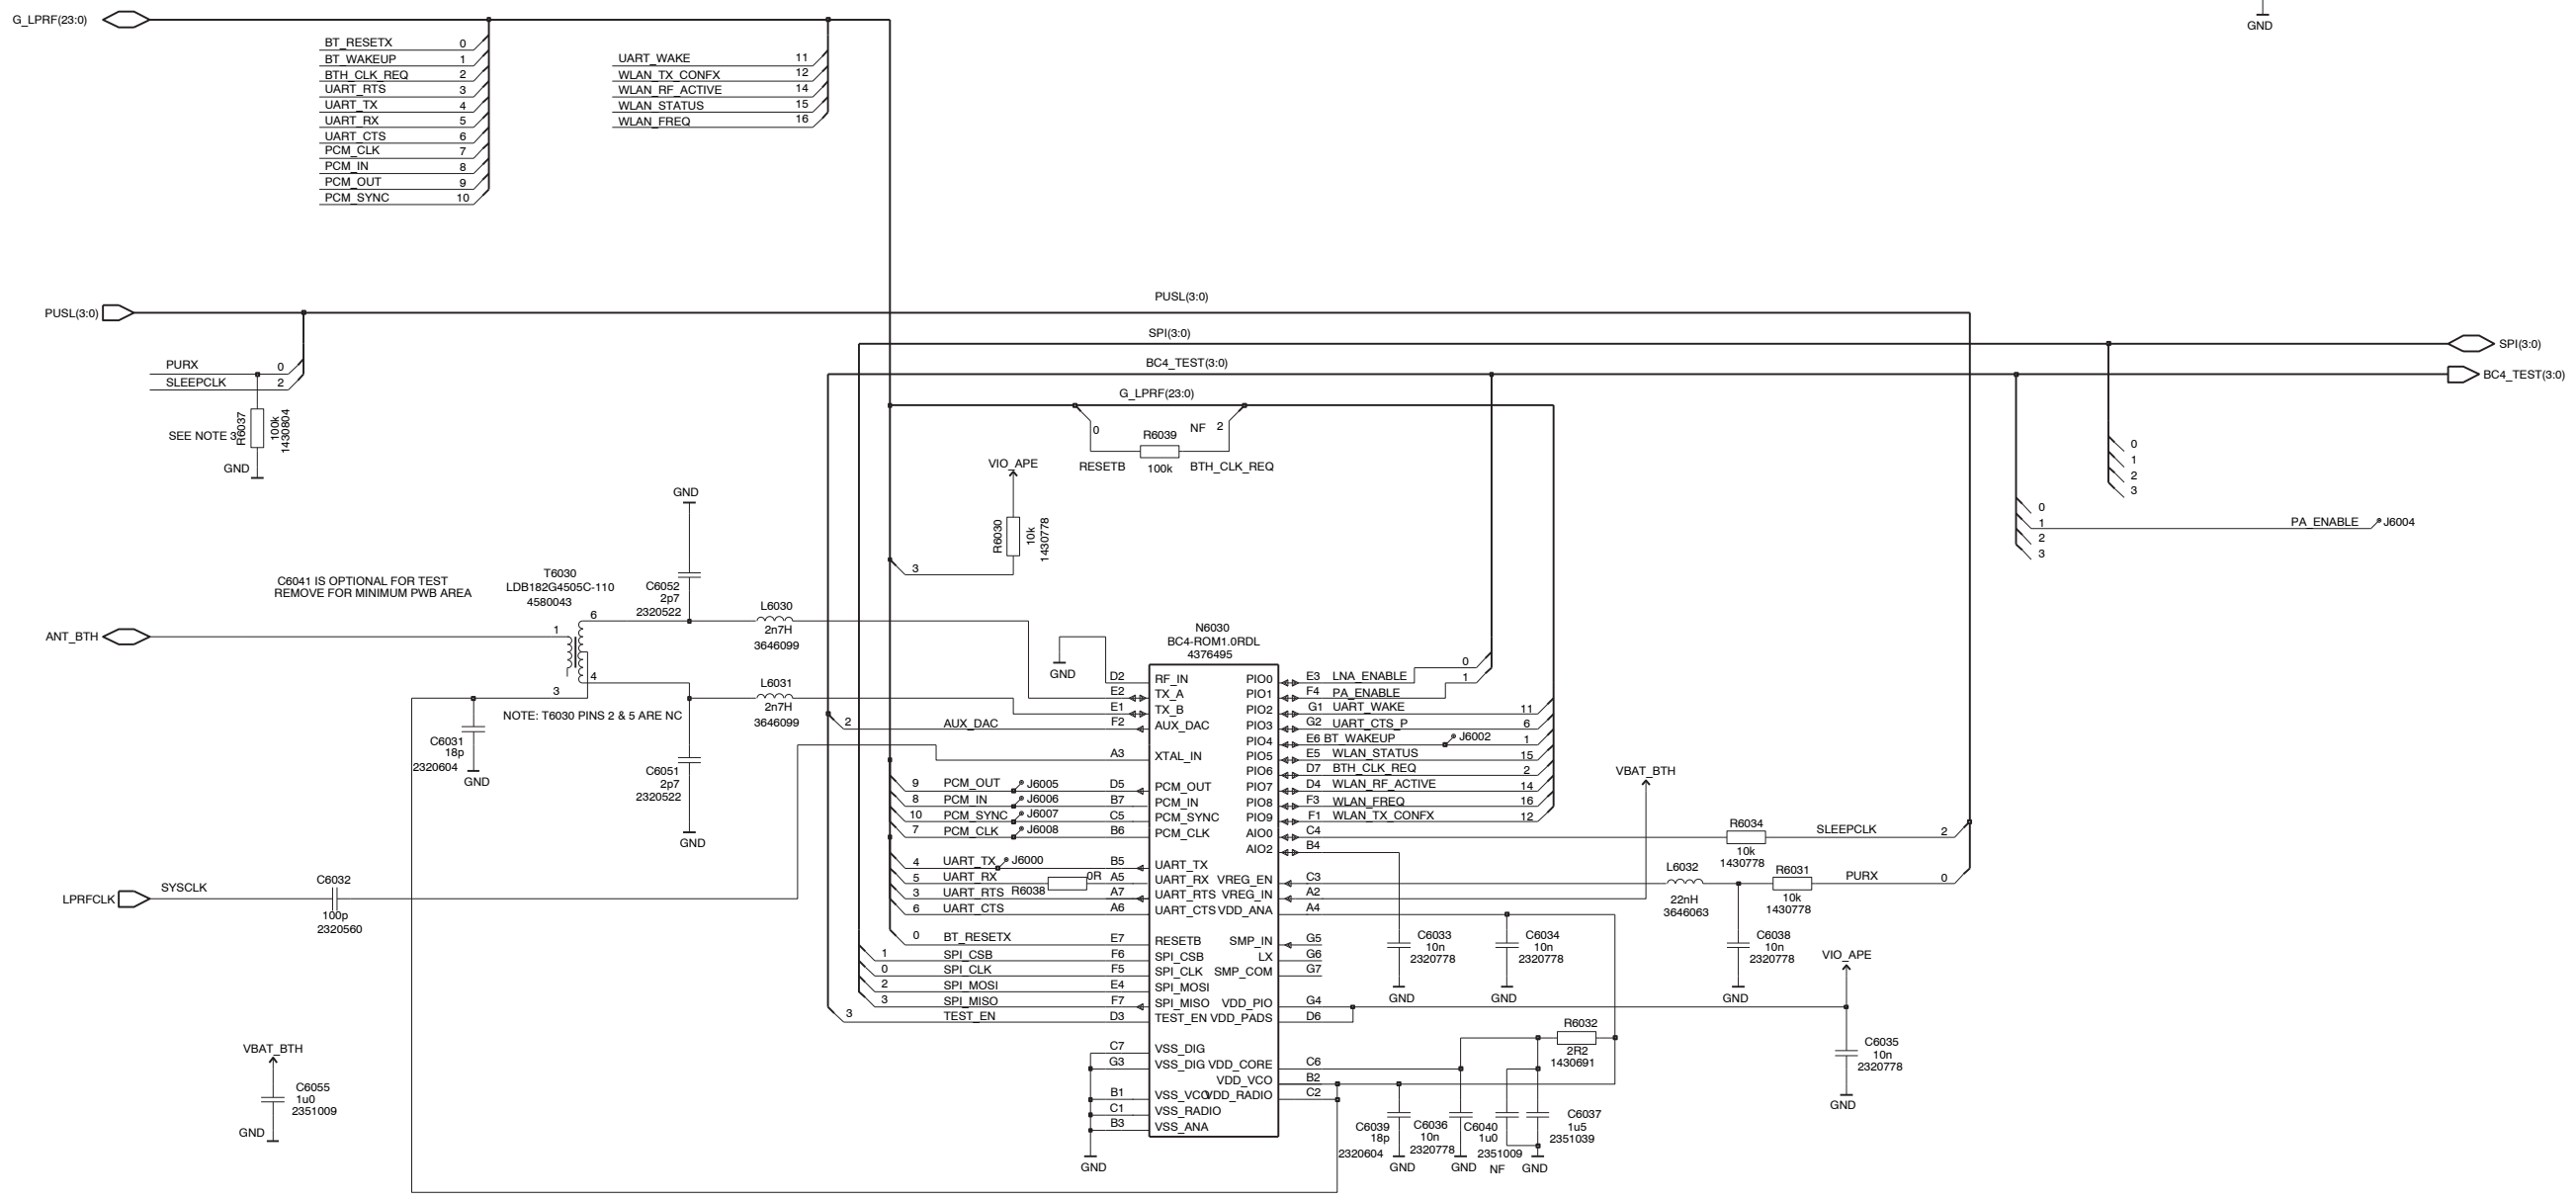 G_LPRF(23:0)
GND
BT_RESETX 0
BT_WAKEUP 1
BTH_CLK_REQ 2
UART_RTS 3
UART_TX 4
UART_RX 5
UART_CTS 6
PCM_CLK 7
PCM_IN 8
PCM_OUT 9
PCM_SYNC 10
UART_WAKE 11
WLAN_TX_CONFX 12
WLAN_RF_ACTIVE 14
WLAN_STATUS 15
WLAN_FREQ 16
PUSL(3:0)
PUSL(3:0)
SPI(3:0)
SPI(3:0)
BC4_TEST(3:0)
BC4_TEST(3:0)
PURX 0
SLEEPCLK 2
SEE NOTE 3
R6037
100k
1430804
GND
G_LPRF(23:0)
0
R6039
NF 2
RESETB
100k
BTH_CLK_REQ
VIO_APE
R6030
10k
1430778
3
0
1
2
3
0
1
2
3
PA_ENABLE
J6004
C6041 IS OPTIONAL FOR TEST
REMOVE FOR MINIMUM PWB AREA
T6030
LDB182G4505C-110
4580043
GND
C6052
2p7
2320522
L6030
2n7H
3646099
ANT_BTH
1
6
4
3
NOTE: T6030 PINS 2 & 5 ARE NC
L6031
2n7H
3646099
C6031
18p
2320604
GND
C6051
2p7
2320522
GND
LPRFCLK
SYSCLK
C6032
100p
2320560
VBAT_BTH
C6055
1u0
2351009
GND
N6030
BC4-ROM1.0RDL
4376495
GND
D2 RF_IN
E2 TX_A
E1 TX_B
2 AUX_DAC F2 AUX_DAC
A3 XTAL_IN
9 PCM_OUT J6005 D5 PCM_OUT
8 PCM_IN J6006 B7 PCM_IN
10 PCM_SYNC J6007 C5 PCM_SYNC
7 PCM_CLK J6008 B6 PCM_CLK
4 UART_TX J6000 B5 UART_TX
5 UART_RX R6038 0R A5 UART_RX
3 UART_RTS A7 UART_RTS
6 UART_CTS A6 UART_CTS
0 BT_RESETX E7 RESETB
1 SPI_CSB F6 SPI_CSB
0 SPI_CLK F5 SPI_CLK
2 SPI_MOSI E4 SPI_MOSI
3 SPI_MISO F7 SPI_MISO
3 TEST_EN D3 TEST_EN
C7 VSS_DIG
G3 VSS_DIG
B1 VSS_VCO
C1 VSS_RADIO
B3 VSS_ANA
GND
PIO0 E3 LNA_ENABLE 0
PIO1 F4 PA_ENABLE 1
PIO2 G1 UART_WAKE 11
PIO3 G2 UART_CTS_P 6
PIO4 E6 BT_WAKEUP J6002 1
PIO5 E5 WLAN_STATUS 15
PIO6 D7 BTH_CLK_REQ 2
PIO7 D4 WLAN_RF_ACTIVE 14
PIO8 F3 WLAN_FREQ 16
PIO9 F1 WLAN_TX_CONFX 12
AIO0 C4
AIO2 B4
VREG_EN C3
VREG_IN A2
VDD_ANA A4
SMP_IN G5
LX G6
SMP_COM G7
VDD_PIO G4
VDD_PADS D6
VDD_CORE C6
VDD_VCO B2
VDD_RADIO C2
VBAT_BTH
R6034
10k
1430778
SLEEPCLK 2
L6032
22nH
3646063
R6031
10k
1430778
PURX 0
C6033
10n
2320778
GND
C6034
10n
2320778
GND
C6038
10n
2320778
GND
VIO_APE
C6035
10n
2320778
GND
R6032
2R2
1430691
C6039
18p
2320604
GND
C6036
10n
2320778
GND
C6040
1u0
2351009
NF
C6037
1u5
2351039
GND